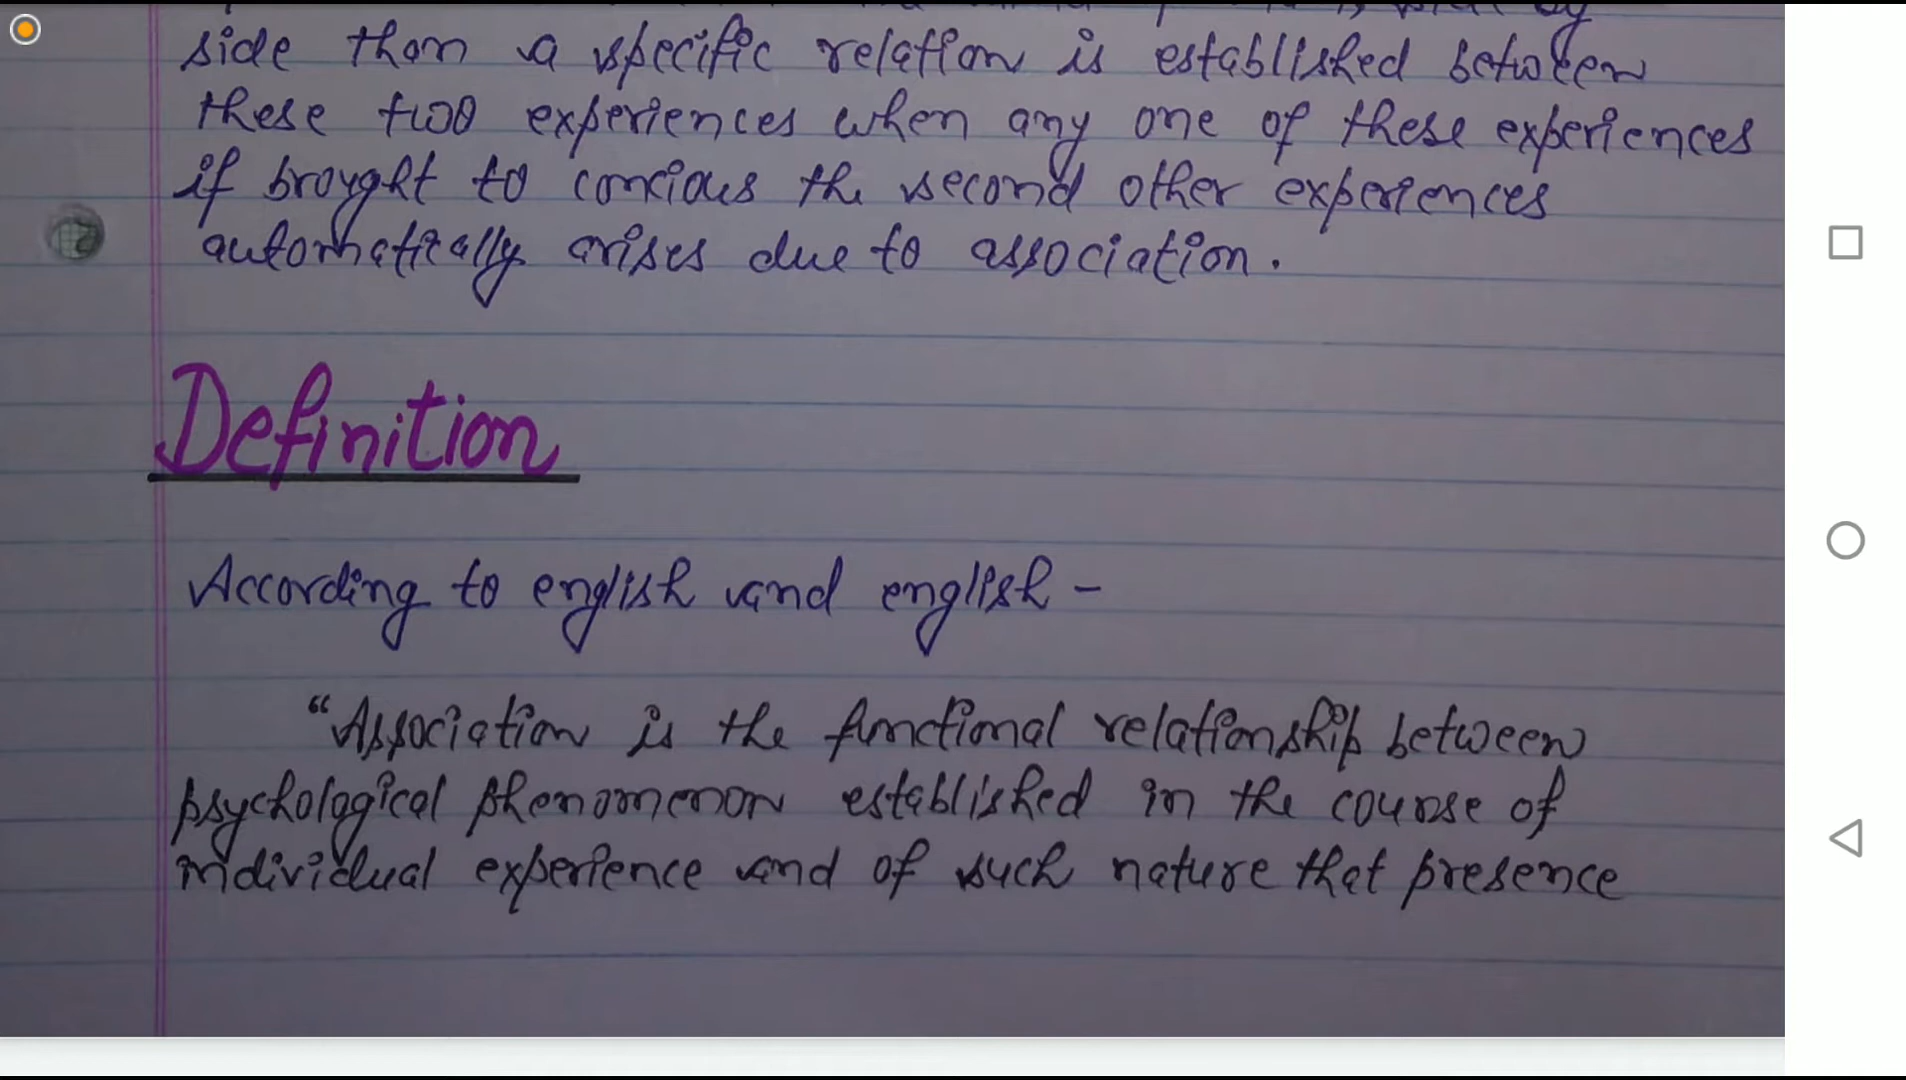 side than a specific relation is established between
these two experiences when any one of these experiences
if brought to concious the second other experiences
automatically arises due to association.
Definition
According to english and english -
"Association is the functional relationship between
psychological phenomenon established in the course of
individual experience and of such nature that presence